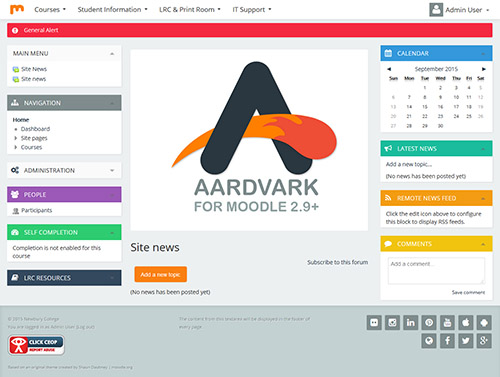 Courses Student Information LRC & Print Room IT Support Admin User
General Alert
MAIN MENU
Site News
Site news
NAVIGATION
Home
Dashboard
Site pages
Courses
ADMINISTRATION
PEOPLE
Participants
SELF COMPLETION
Completion is not enabled for this
course
LRC RESOURCES
AARDVARK
FOR MOODLE 2.9+
Site news
Subscribe to this forum
Add a new topic
(No news has been posted yet)
CALENDAR
September 2015
Sun Mon Tue Wed Thu Fri Sat
1 2 3 4 5
6 7 8 9 10 11 12
13 14 15 16 17 18 19
20 21 22 23 24 25 26
27 28 29 30
LATEST NEWS
Add a new topic...
(No news has been posted yet)
REMOTE NEWS FEED
Click the edit icon above to configure
this block to display RSS feeds.
COMMENTS
Add a comment...
Save comment
© 2015 Newbury College
You are logged in as Admin User (Log out)
CLICK CEOP
REPORT ABUSE
The content from this textarea will be displayed in the footer of
every page.
Based on an original theme created by Shaun Daubney | moodle.org